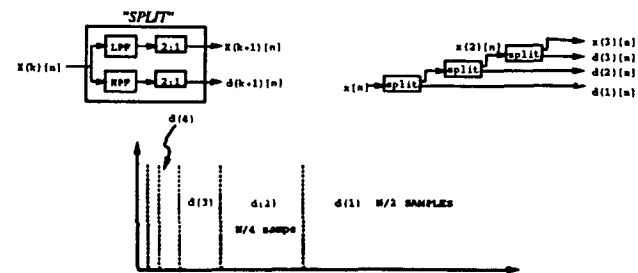 "SPLIT"
X(k)[n]
LPF
2:1
X(k+1)[n]
HPF
2:1
d(k+1)[n]
x[n]
split
x(2)[n]
split
split
x(3)[n]
d(3)[n]
d(2)[n]
d(1)[n]
d(4)
d(3)
d(2)
d(1) N/2 SAMPLES
N/4 samps